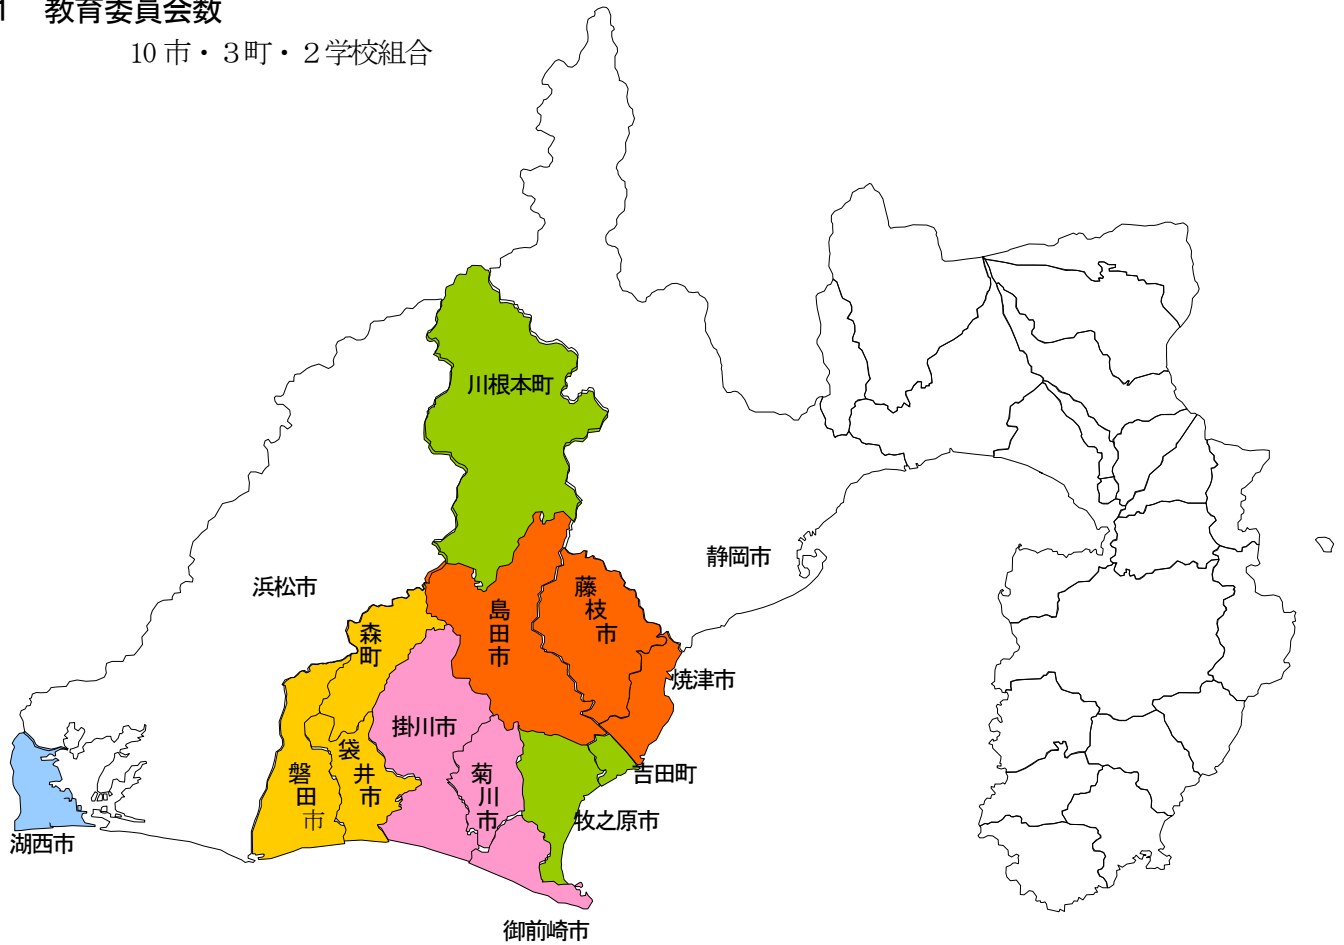 1 教育委員会数
10市・3町・2学校組合
川根本町
静岡市
浜松市
藤枝市
島田市
森町
焼津市
掛川市
袋井市
磐田市
菊川市
吉田町
牧之原市
湖西市
御前崎市